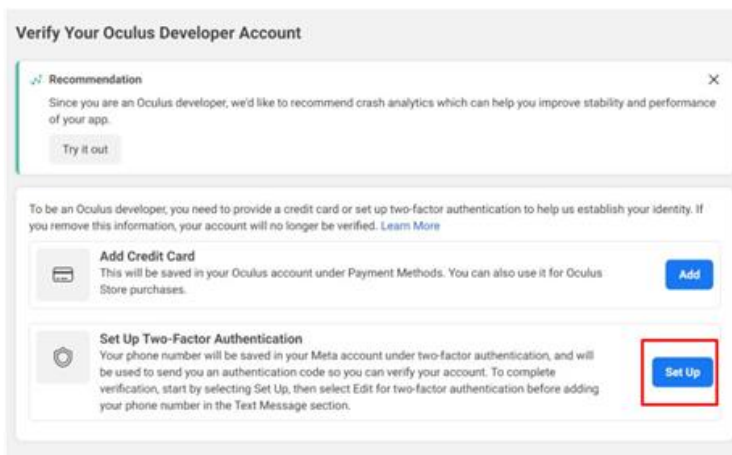 Verify Your Oculus Developer Account
Recommendation
Since you are an Oculus developer, we'd like to recommend crash analytics which can help you improve stability and performance
of your app.
Try it out
To be an Oculus developer, you need to provide a credit card or set up two-factor authentication to help us establish your identity. If
you remove this information, your account will no longer be verified. Learn More
Add Credit Card
This will be saved in your Oculus account under Payment Methods. You can also use it for Oculus
Store purchases.
Add
Set Up Two-Factor Authentication
Your phone number will be saved in your Meta account under two-factor authentication, and will
be used to send you an authentication code so you can verify your account. To complete
verification, start by selecting Set Up, then select Edit for two-factor authentication before adding
your phone number in the Text Message section.
Set Up